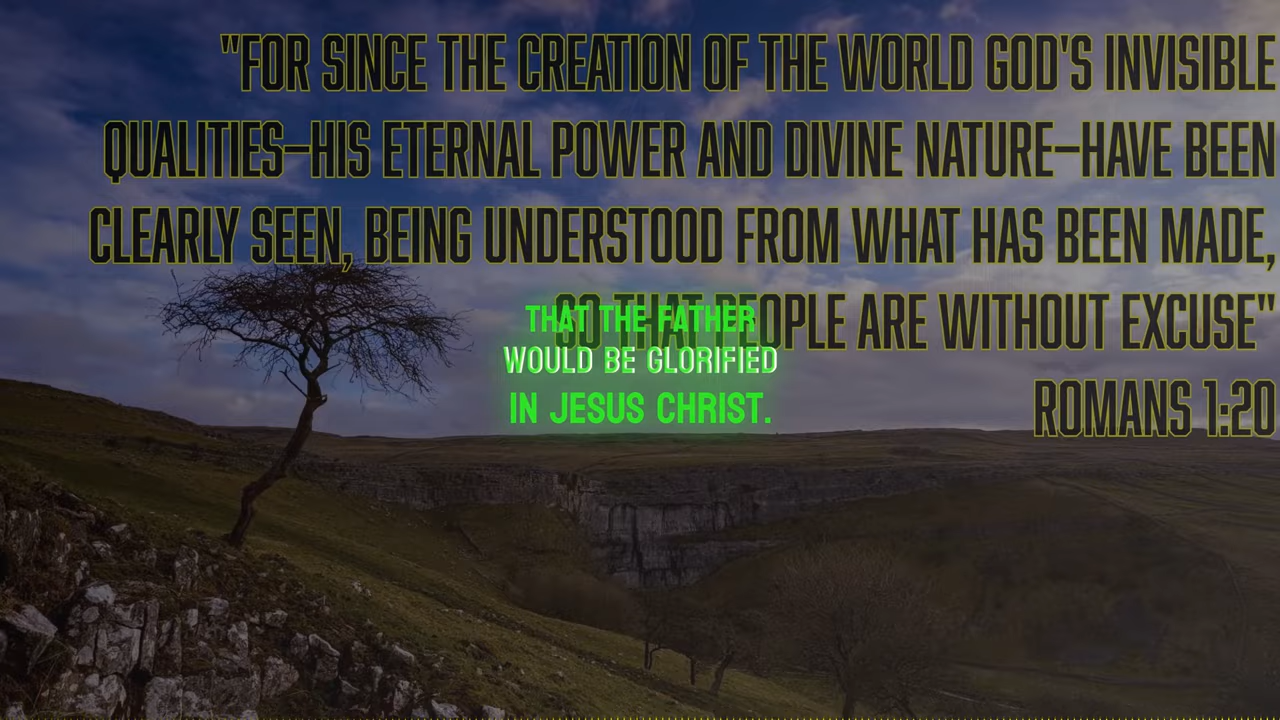 "FOR SINCE THE CREATION OF THE WORLD GOD'S INVISIBLE
QUALITIES—HIS ETERNAL POWER AND DIVINE NATURE—HAVE BEEN
CLEARLY SEEN, BEING UNDERSTOOD FROM WHAT HAS BEEN MADE,
SO THAT PEOPLE ARE WITHOUT EXCUSE"
ROMANS 1:20
THAT THE FATHER
WOULD BE GLORIFIED
IN JESUS CHRIST.